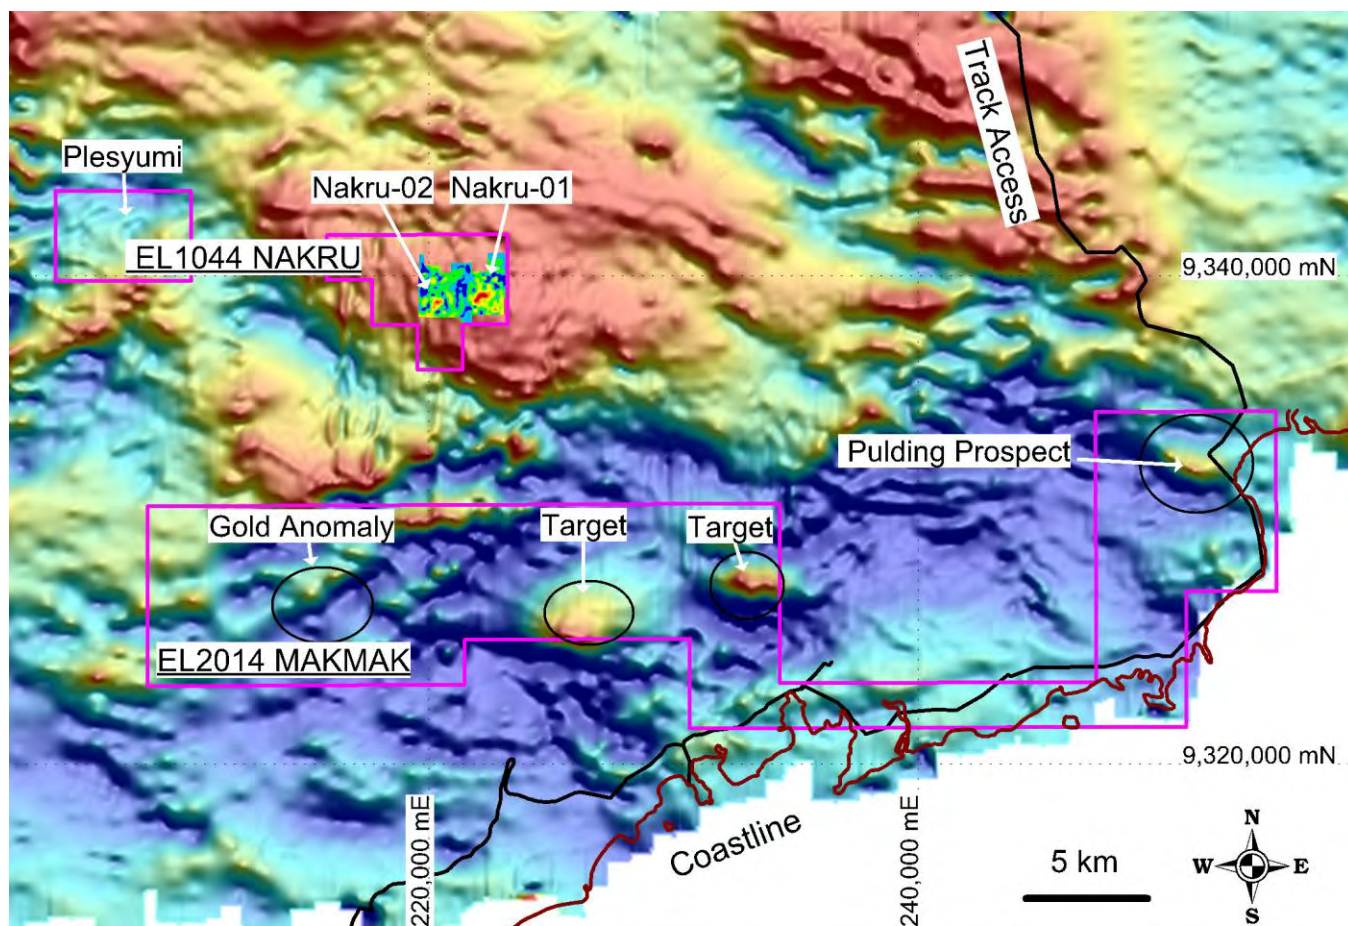 Track Access
Plesyumi
Nakru-02
Nakru-01
EL1044 NAKRU
9,340,000 mN
Pulding Prospect
Gold Anomaly
Target
Target
EL2014 MAKMAK
9,320,000 mN
220,000 mE
Coastline
240,000 mE
5 km
N
W
E
S